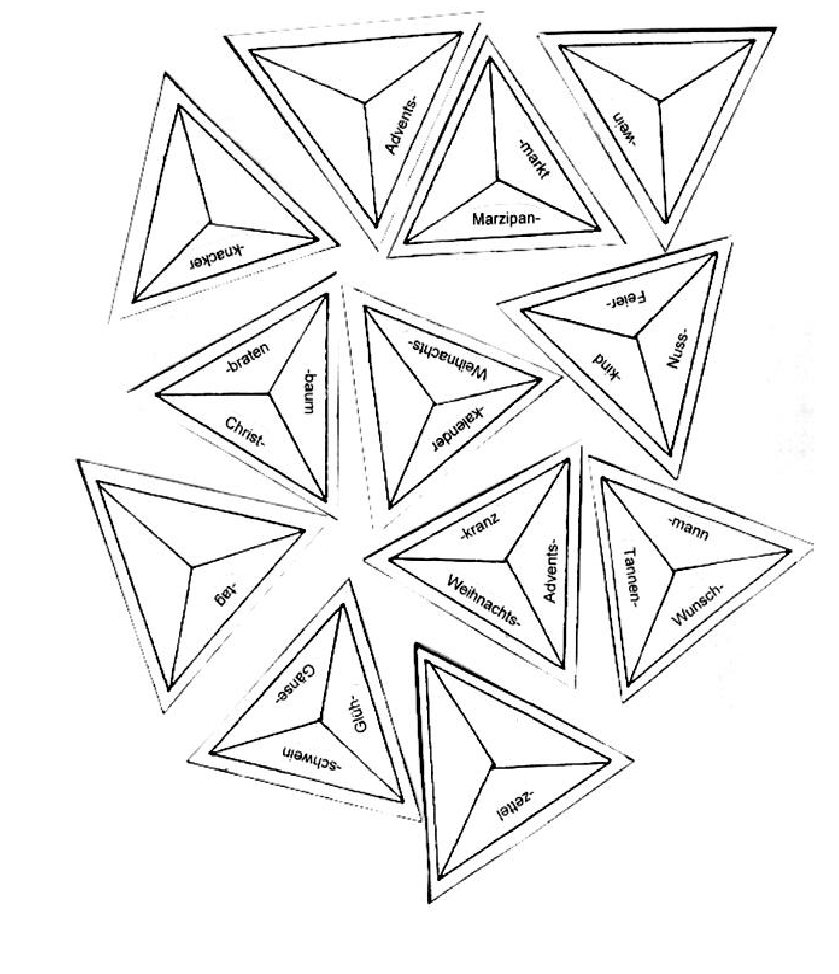 Advents-
-markt
Marzipan-
-wein
-knacker
Feier-
-kind
Nuss-
-braten
-baum
Christ-
Weihnachts-
-kalender
-kranz
Advents-
Weihnachts-
-mann
Tannen-
Wunsch-
-tag
Gänse-
Glüh-
-schwein
-zettel